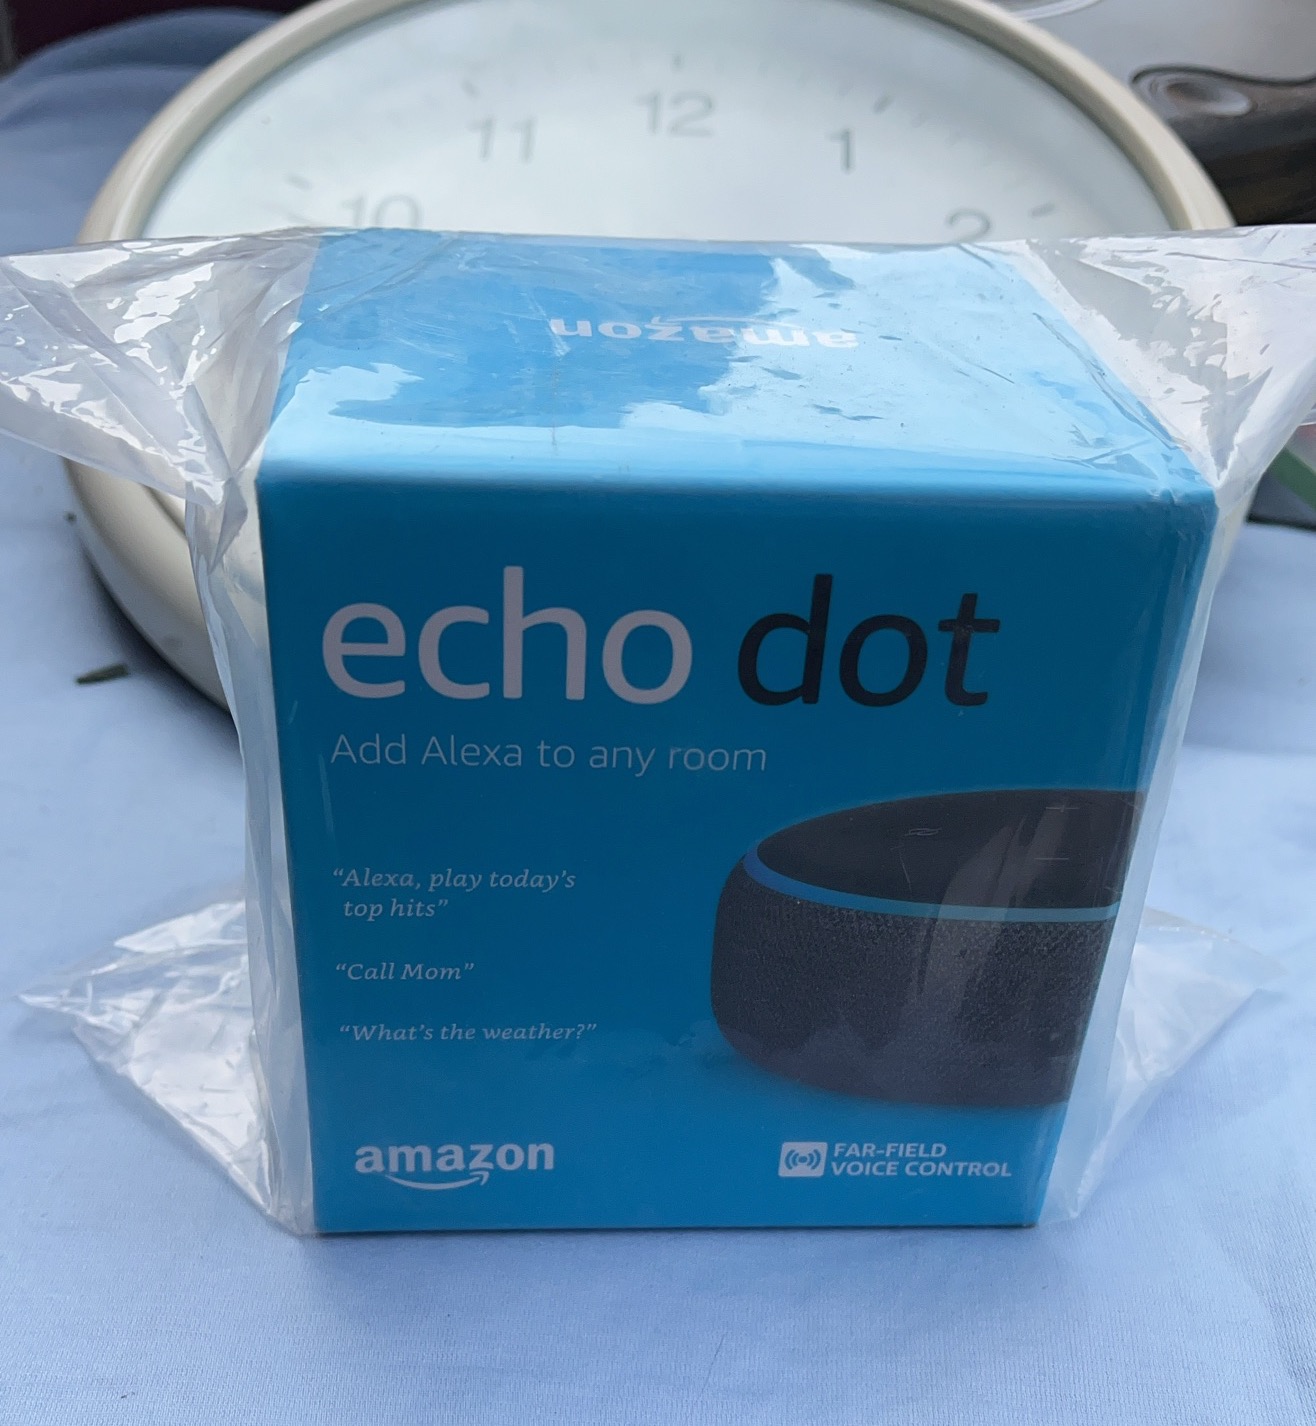 12
11
1
10
2
amazon
echo dot
Add Alexa to any room
“Alexa, play today’s
top hits”
“Call Mom”
“What’s the weather?”
amazon
FAR-FIELD
VOICE CONTROL